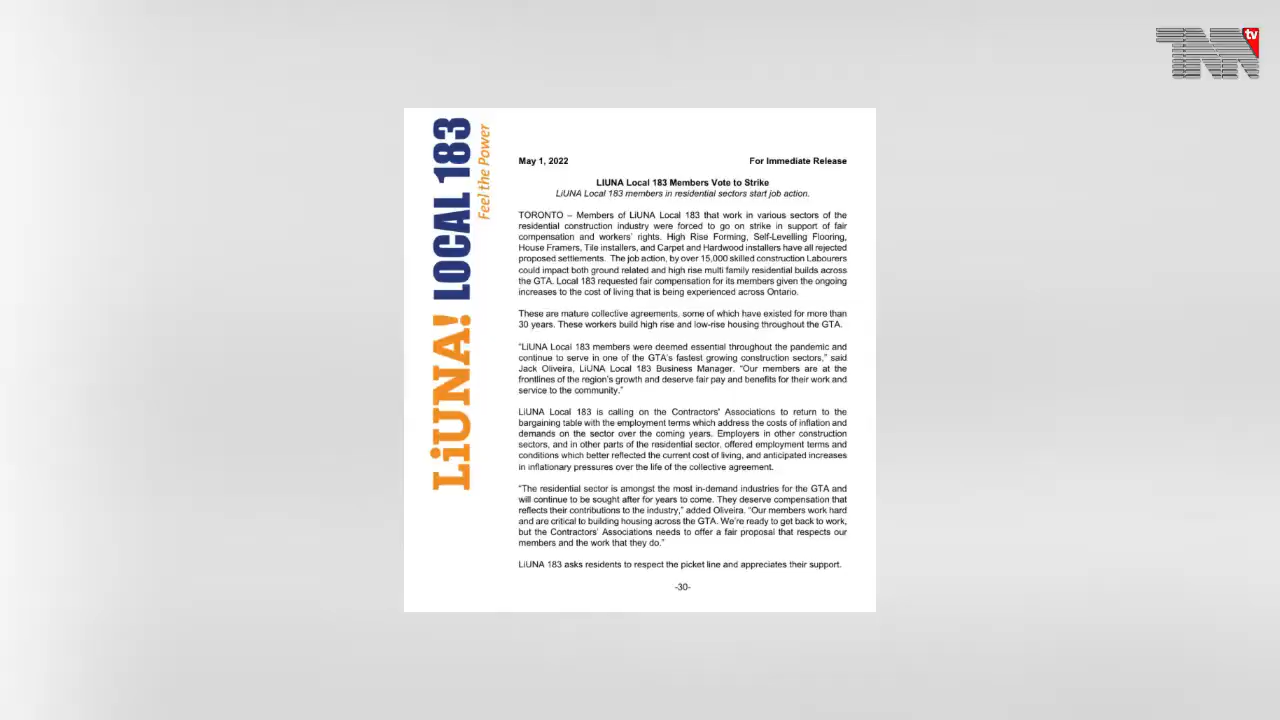 TNN tv
LiUNA! LOCAL 183
Feel the Power
May 1, 2022 For Immediate Release
LIUNA Local 183 Members Vote to Strike
LiUNA Local 183 members in residential sectors start job action.
TORONTO – Members of LiUNA Local 183 that work in various sectors of the
residential construction industry were forced to go on strike in support of fair
compensation and workers' rights. High Rise Forming, Self-Levelling Flooring,
House Framers, Tile installers, and Carpet and Hardwood installers have all rejected
proposed settlements. The job action, by over 15,000 skilled construction Labourers
could impact both ground related and high rise multi family residential builds across
the GTA. Local 183 requested fair compensation for its members given the ongoing
increases to the cost of living that is being experienced across Ontario.
These are mature collective agreements, some of which have existed for more than
30 years. These workers build high rise and low-rise housing throughout the GTA.
“LiUNA Local 183 members were deemed essential throughout the pandemic and
continue to serve in one of the GTA's fastest growing construction sectors,” said
Jack Oliveira, LiUNA Local 183 Business Manager. “Our members are at the
frontlines of the region's growth and deserve fair pay and benefits for their work and
service to the community.”
LiUNA Local 183 is calling on the Contractors' Associations to return to the
bargaining table with the employment terms which address the costs of inflation and
demands on the sector over the coming years. Employers in other construction
sectors, and in other parts of the residential sector, offered employment terms and
conditions which better reflected the current cost of living, and anticipated increases
in inflationary pressures over the life of the collective agreement.
“The residential sector is amongst the most in-demand industries for the GTA and
will continue to be sought after for years to come. They deserve compensation that
reflects their contributions to the industry,” added Oliveira. “Our members work hard
and are critical to building housing across the GTA. We're ready to get back to work,
but the Contractors' Associations needs to offer a fair proposal that respects our
members and the work that they do.”
LiUNA 183 asks residents to respect the picket line and appreciates their support.
-30-